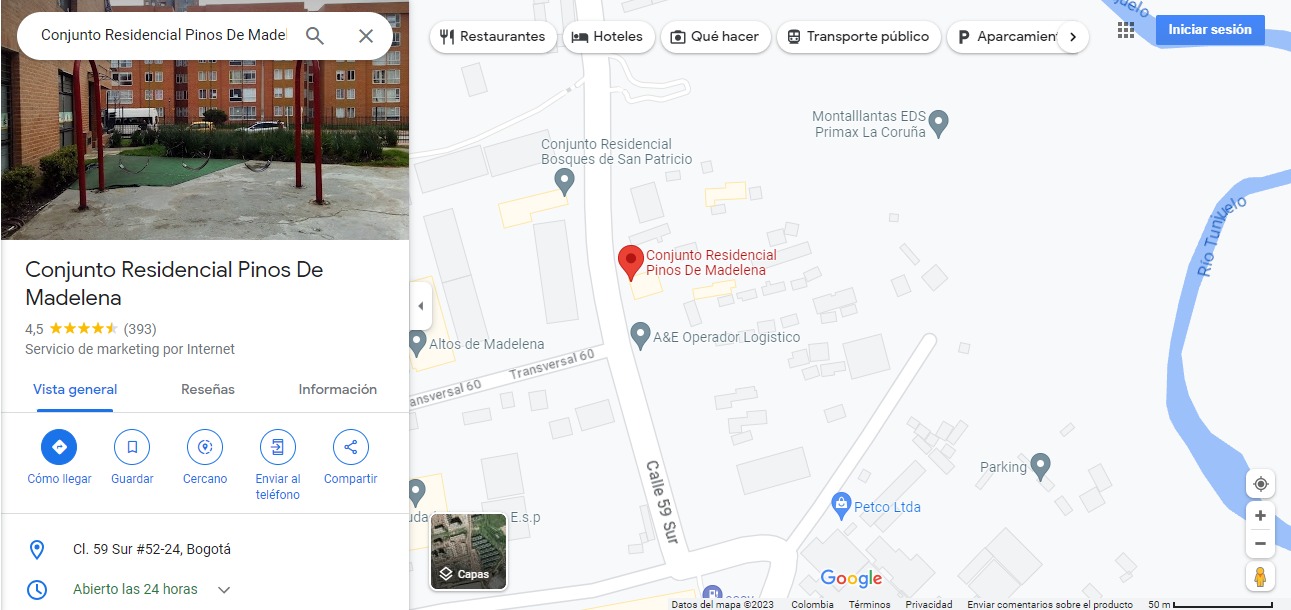 Conjunto Residencial Pinos De Madel
Restaurantes
Hoteles
Qué hacer
Transporte público
Aparcamien
Iniciar sesión
Conjunto Residencial Pinos De
Madelena
4,5
(393)
Servicio de marketing por Internet
Vista general
Reseñas
Información
Cómo llegar
Guardar
Cercano
Enviar al
teléfono
Compartir
Cl. 59 Sur #52-24, Bogotá
Abierto las 24 horas
Montalllantas EDS
Primax La Coruña
Conjunto Residencial
Bosques de San Patricio
Río Tunjuelo
Conjunto Residencial
Pinos De Madelena
A&E Operador Logistico
Altos de Madelena
Transversal 60
ansversal 60
Calle 59 Sur
Parking
Petco Ltda
E.s.p
Capas
Google
Datos del mapa ©2023
Colombia
Términos
Privacidad
Enviar comentarios sobre el producto
50 m